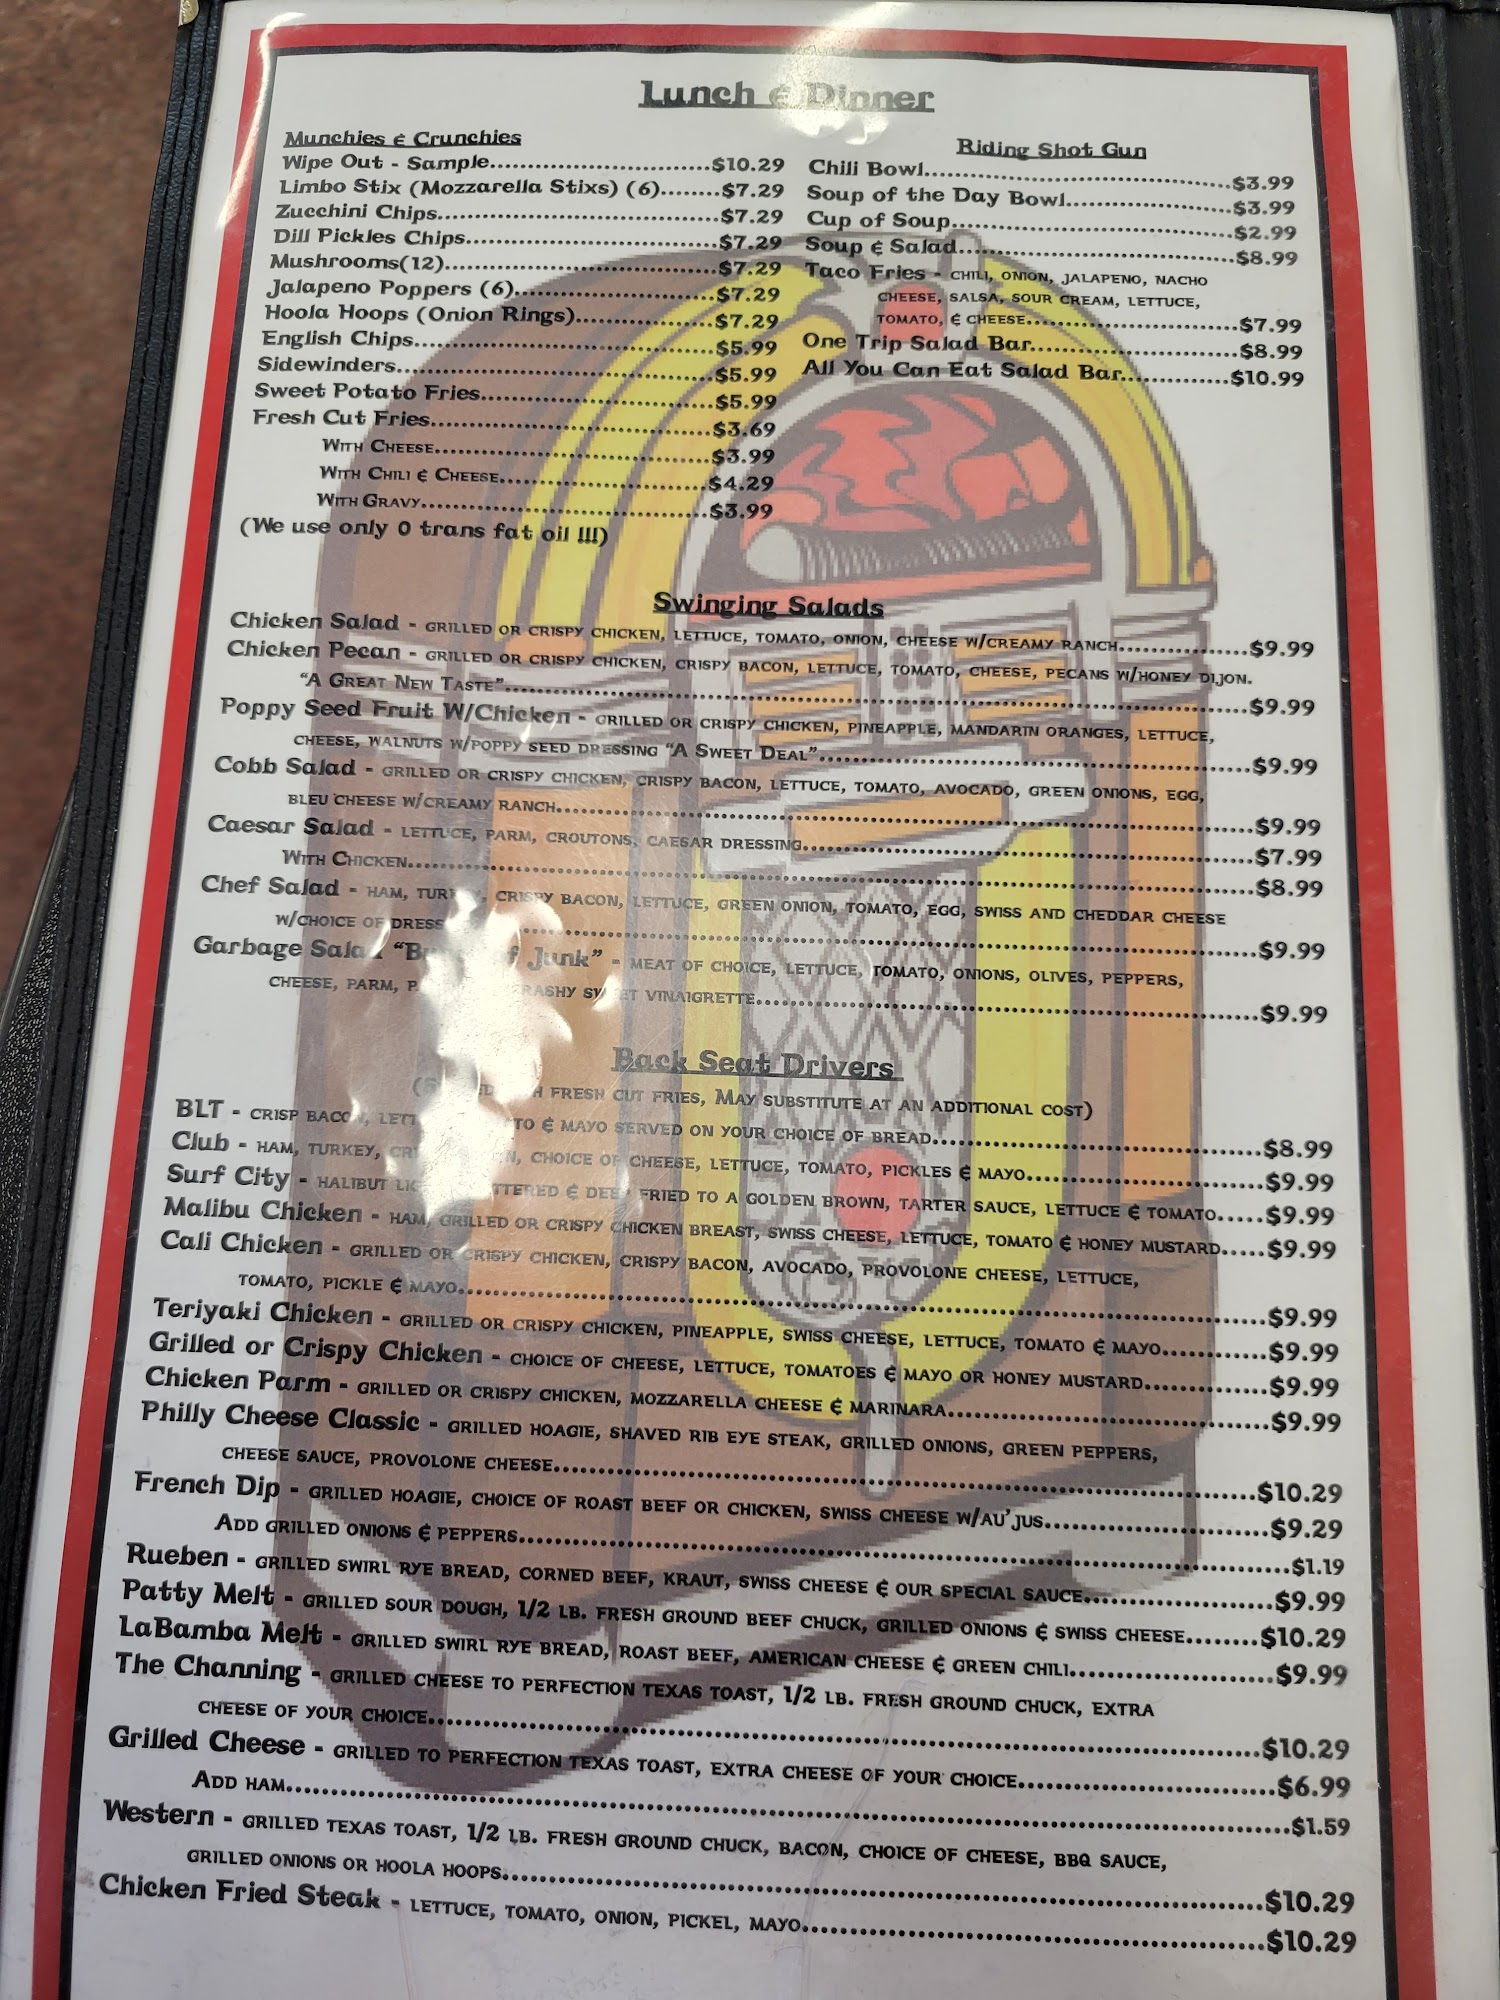 Lunch & Dinner
Munchies & Crunchies
Wipe Out - Sample..............................$10.29
Limbo Stix (Mozzarella Stixs) (6)........$7.29
Zucchini Chips......................................$7.29
Dill Pickles Chips..................................$7.29
Mushrooms(12).....................................$7.29
Jalapeno Poppers (6)...........................$7.29
Hoola Hoops (Onion Rings)...................$7.29
English Chips........................................$5.99
Sidewinders..........................................$5.99
Sweet Potato Fries...............................$5.99
Fresh Cut Fries.....................................$3.69
With Cheese.....................................$3.99
With Chili & Cheese...........................$4.29
With Gravy.......................................$3.99
(We use only 0 trans fat oil !!!)
Riding Shot Gun
Chili Bowl..........................................$3.99
Soup of the Day Bowl.......................$3.99
Cup of Soup.......................................$2.99
Soup & Salad......................................$8.99
Taco Fries - chili, onion, jalapeno, nacho
cheese, salsa, sour cream, lettuce,
tomato, & cheese.............................$7.99
One Trip Salad Bar.............................$8.99
All You Can Eat Salad Bar...............$10.99
Swinging Salads
Chicken Salad - grilled or crispy chicken, lettuce, tomato, onion, cheese w/creamy ranch...............$9.99
Chicken Pecan - grilled or crispy chicken, crispy bacon, lettuce, tomato, cheese, pecans w/honey dijon.
"A Great New Taste"..............................$9.99
Poppy Seed Fruit W/Chicken - grilled or crispy chicken, pineapple, mandarin oranges, lettuce,
cheese, walnuts w/poppy seed dressing "A Sweet Deal"..............................$9.99
Cobb Salad - grilled or crispy chicken, crispy bacon, lettuce, tomato, avocado, green onions, egg,
bleu cheese w/creamy ranch..............................$9.99
Caesar Salad - lettuce, parm, croutons, caesar dressing..............................$7.99
With Chicken..............................$8.99
Chef Salad - ham, turkey, crispy bacon, lettuce, green onion, tomato, egg, swiss and cheddar cheese
w/choice of ..............................$9.99
Garbage Salad of Junk" - meat of choice, lettuce, tomato, onions, olives, peppers,
cheese, parm, vinaigrette..............................$9.99
Back Seat Drivers
fresh cut fries, May substitute at an additional cost)
BLT - crisp bacon, & mayo served on your choice of bread..............................$8.99
Club - ham, turkey, choice of cheese, lettuce, tomato, pickles & mayo..............................$9.99
Surf City - halibut & deep fried to a golden brown, tarter sauce, lettuce & tomato.....$9.99
Malibu Chicken - ham, grilled or crispy chicken breast, swiss cheese, lettuce, tomato & honey mustard.....$9.99
Cali Chicken - grilled or crispy chicken, crispy bacon, avocado, provolone cheese, lettuce,
tomato, pickle & mayo..............................$9.99
Teriyaki Chicken - grilled or crispy chicken, pineapple, swiss cheese, lettuce, tomato & mayo............$9.99
Grilled or Crispy Chicken - choice of cheese, lettuce, tomatoes & mayo or honey mustard..............$9.99
Chicken Parm - grilled or crispy chicken, mozzarella cheese & marinara..............................$9.99
Philly Cheese Classic - grilled hoagie, shaved rib eye steak, grilled onions, green peppers,
cheese sauce, provolone cheese..............................$10.29
French Dip - grilled hoagie, choice of roast beef or chicken, swiss cheese w/au'jus..............................$9.29
Add grilled onions & peppers..............................$1.19
Rueben - grilled swirl rye bread, corned beef, kraut, swiss cheese & our special sauce......................$9.99
Patty Melt - grilled sour dough, 1/2 lb. fresh ground beef chuck, grilled onions & swiss cheese........$10.29
LaBamba Melt - grilled swirl rye bread, roast beef, american cheese & green chili..............................$9.99
The Channing - grilled cheese to perfection texas toast, 1/2 lb. fresh ground chuck, extra
cheese of your choice..............................$10.29
Grilled Cheese - grilled to perfection texas toast, extra cheese of your choice..............................$6.99
Add ham..............................$1.59
Western - grilled texas toast, 1/2 lb. fresh ground chuck, bacon, choice of cheese, bbq sauce,
grilled onions or hoola hoops..............................$10.29
Chicken Fried Steak - lettuce, tomato, onion, pickel, mayo..............................$10.29